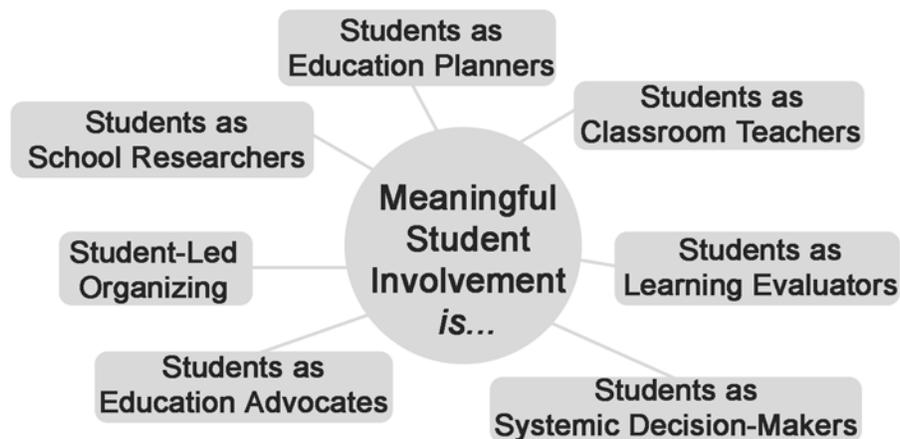 Students as
Education Planners
Students as
Classroom Teachers
Students as
School Researchers
Meaningful
Student
Involvement
is...
Student-Led
Organizing
Students as
Learning Evaluators
Students as
Education Advocates
Students as
Systemic Decision-Makers